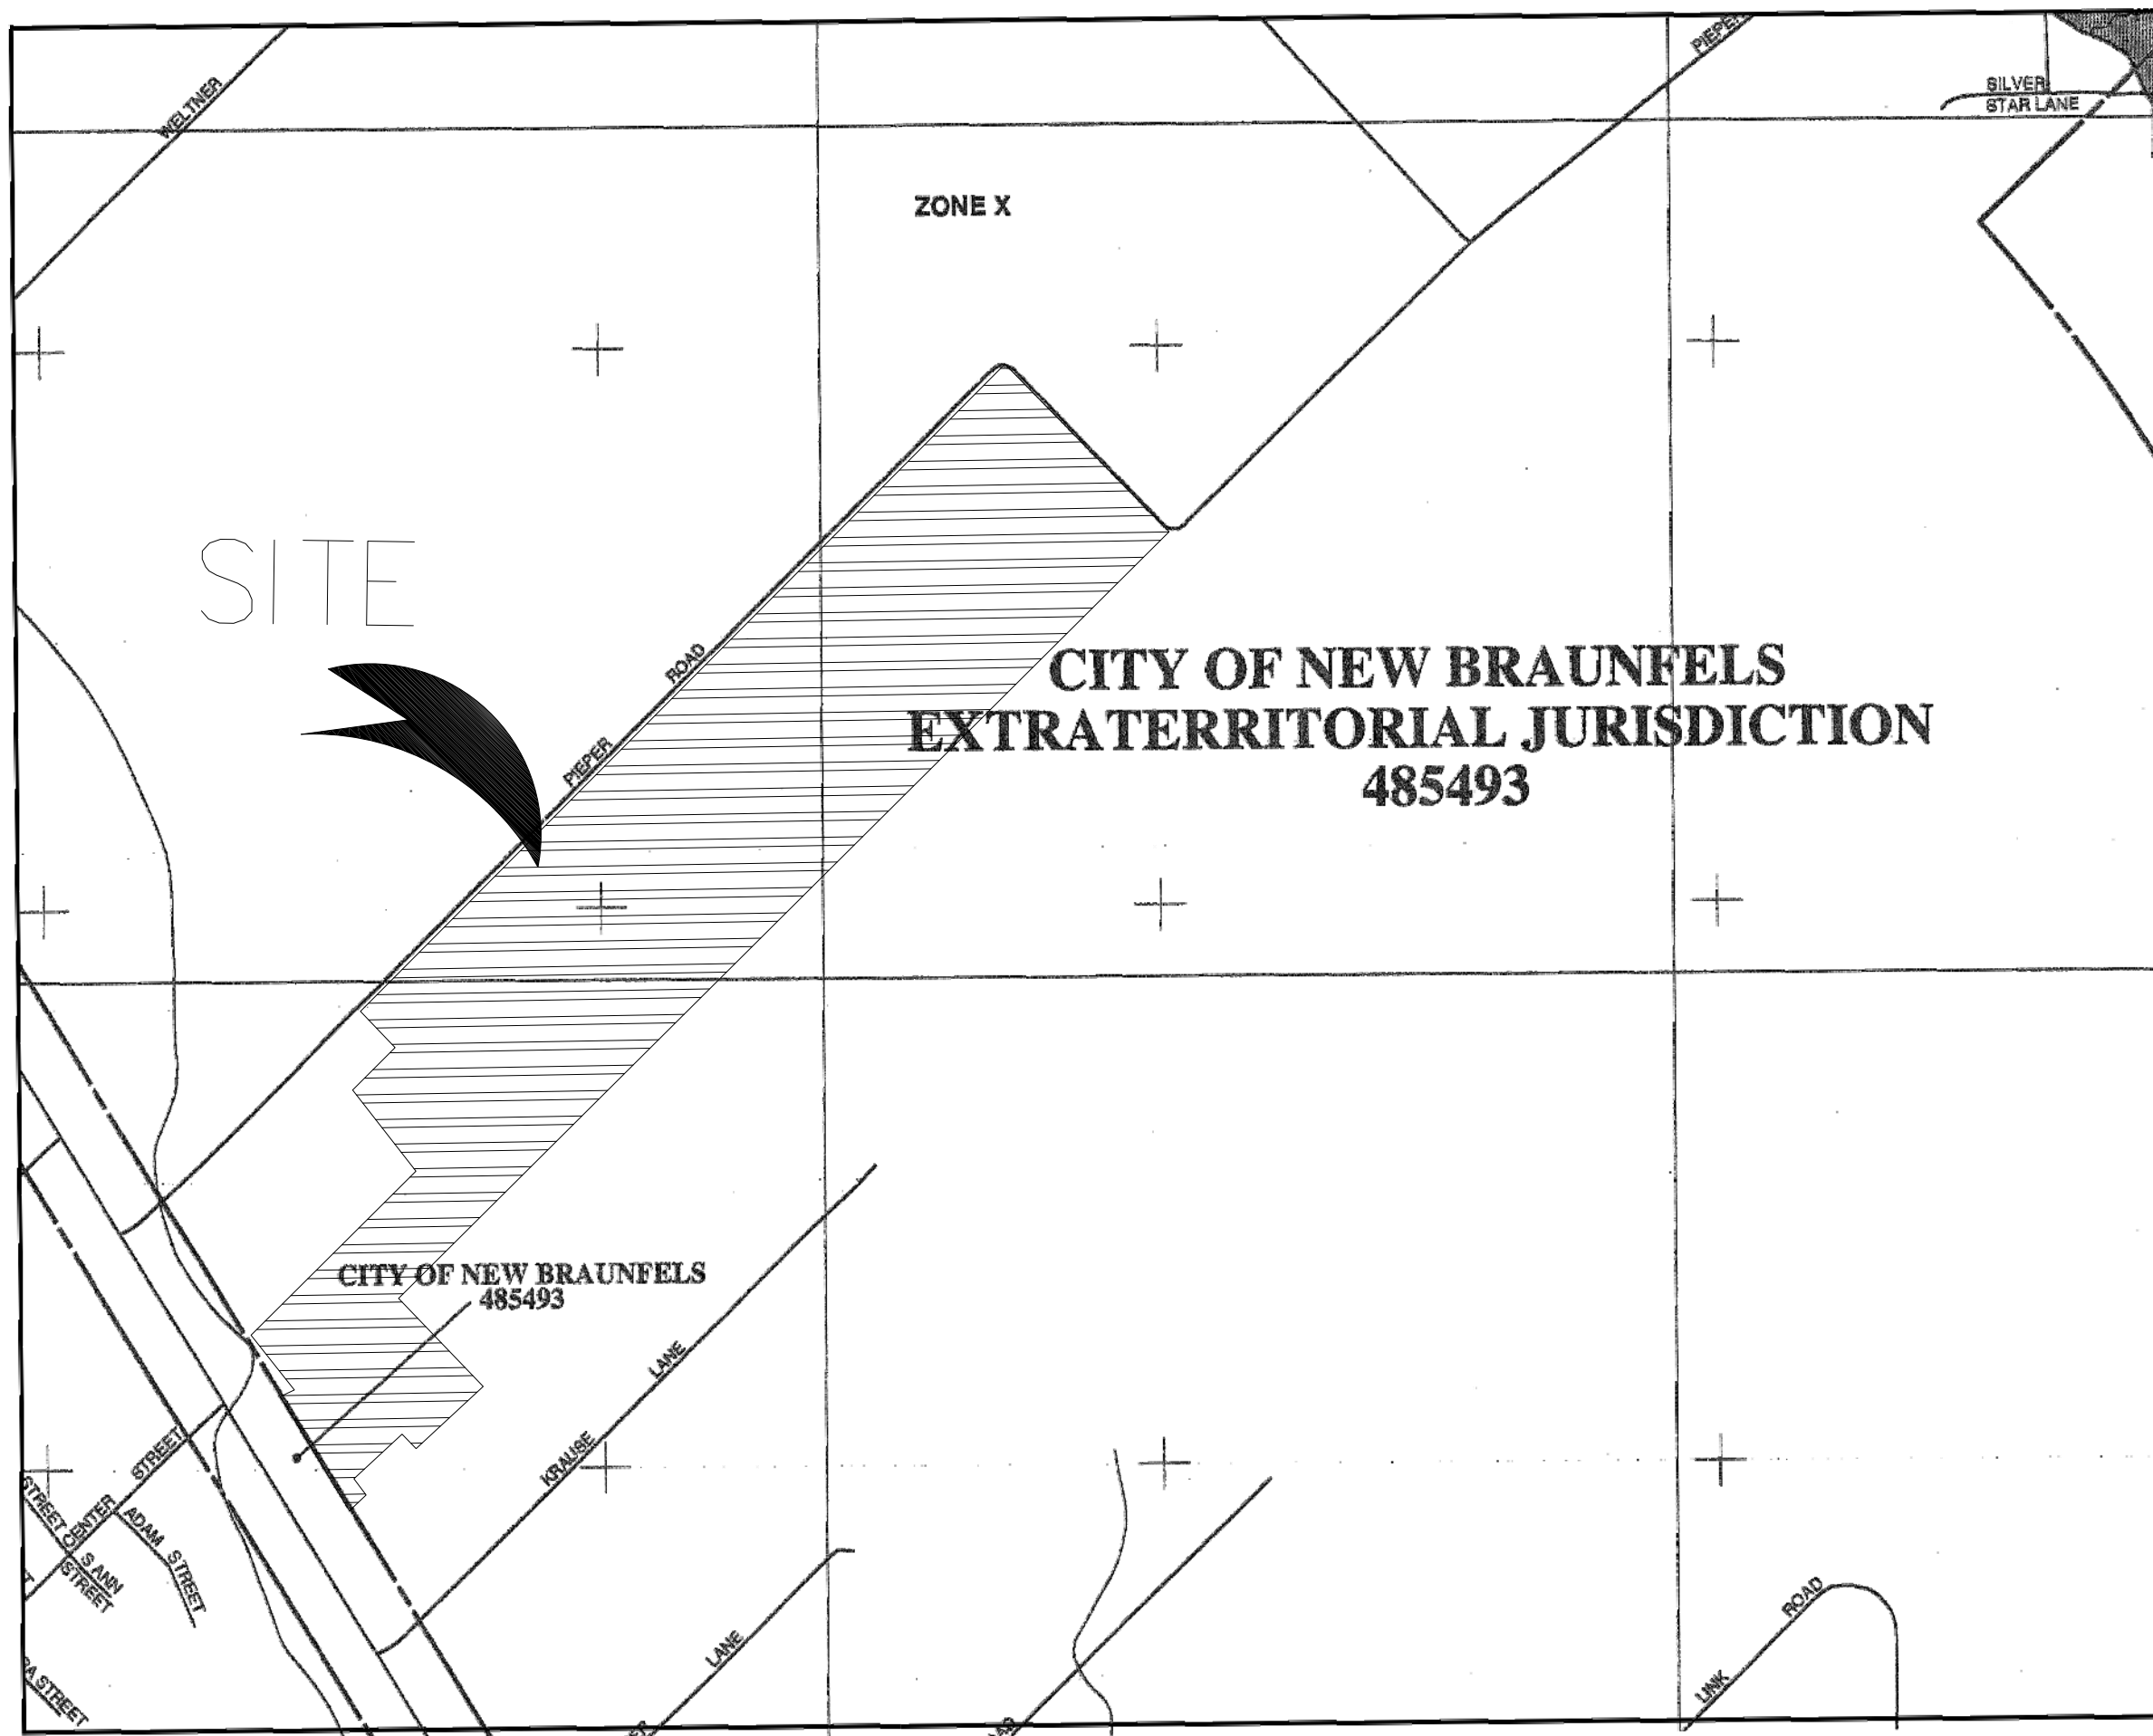 WELTNER
PIEPER
SILVER
STAR LANE
ZONE X
SITE
ROAD
PIEPER
CITY OF NEW BRAUNFELS
EXTRATERRITORIAL JURISDICTION
485493
CITY OF NEW BRAUNFELS
485493
LANE
KRAUSE
STREET
CENTER
STREET
ADAM STREET
S ANN
STREET
STREET
LANE
ROAD
LINK